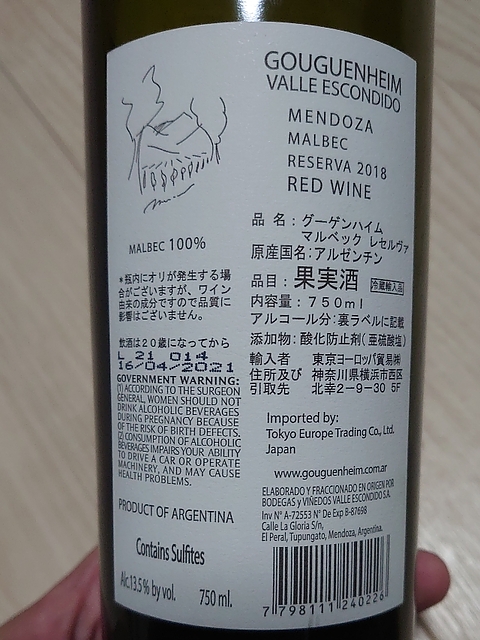 GOUGUENHEIM
VALLE ESCONDIDO
MENDOZA
MALBEC
RESERVA 2018
RED WINE
MALBEC 100%
品 名：グーゲンハイム
マルベック レセルヴァ
原産国名：アルゼンチン
品目：果実酒 冷蔵輸入品
内容量：750ml
アルコール分：裏ラベルに記載
添加物：酸化防止剤(亜硫酸塩)
輸入者 東京ヨーロッパ貿易㈱
住所及び 神奈川県横浜市西区
引取先 北幸2-9-30 5F
*瓶内にオリが発生する場
合がございますが、ワイン
由来の成分ですので品質に
影響はございません。
飲酒は20歳になってから
L 21 014
16/04/2021
GOVERNMENT WARNING:
(1) ACCORDING TO THE SURGEON
GENERAL, WOMEN SHOULD NOT
DRINK ALCOHOLIC BEVERAGES
DURING PREGNANCY BECAUSE
OF THE RISK OF BIRTH DEFECTS.
(2) CONSUMPTION OF ALCOHOLIC
BEVERAGES IMPAIRS YOUR ABILITY
TO DRIVE A CAR OR OPERATE
MACHINERY, AND MAY CAUSE
HEALTH PROBLEMS.
PRODUCT OF ARGENTINA
Contains Sulfites
Alc.13.5% by vol. 750 ml.
Imported by:
Tokyo Europe Trading Co., Ltd.
Japan
www.gouguenheim.com.ar
ELABORADO Y FRACCIONADO EN ORIGEN POR
BODEGAS y VIÑEDOS VALLE ESCONDIDO S.A.
Inv N° A-72553 N° De Exp B-87698
Calle La Gloria S/n,
El Peral, Tupungato, Mendoza, Argentina.
7 798111 240226